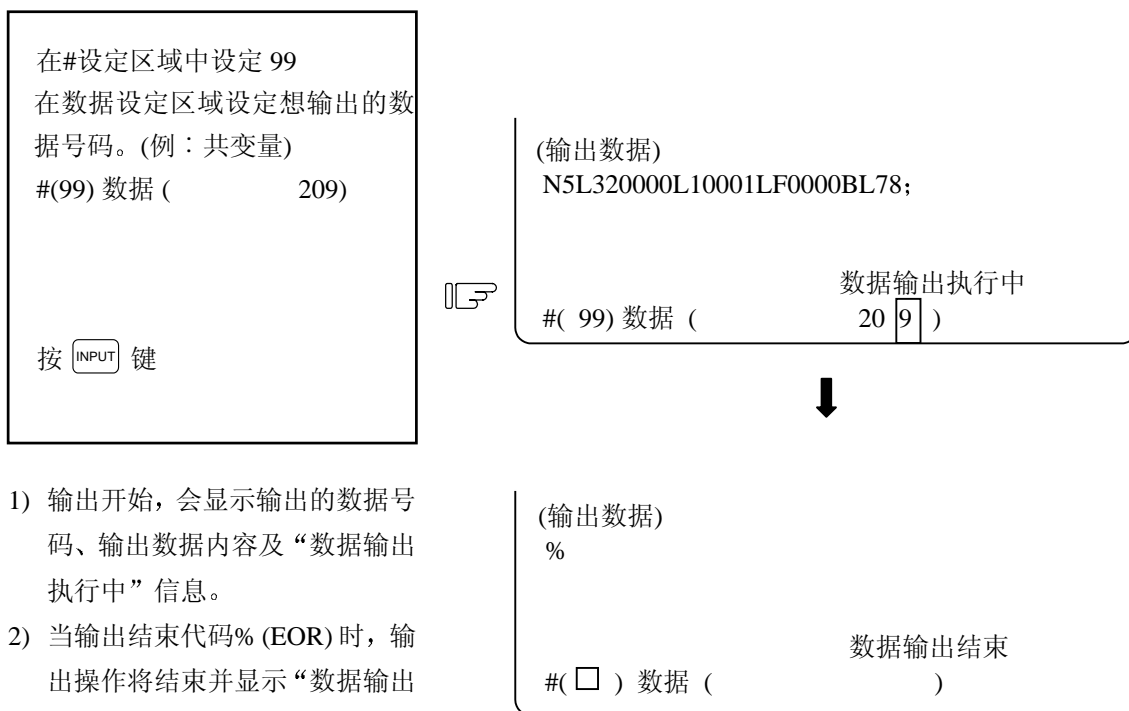 在#设定区域中设定 99
在数据设定区域设定想输出的数
据号码。(例：共变量)
#(99) 数据 ( 209)
按 INPUT 键
(输出数据)
N5L320000L10001LF0000BL78；
数据输出执行中
#( 99) 数据 ( 20 9 )
1) 输出开始，会显示输出的数据号
码、输出数据内容及“数据输出
执行中”信息。
2) 当输出结束代码% (EOR) 时，输
出操作将结束并显示“数据输出
(输出数据)
%
数据输出结束
#( □ ) 数据 ( )